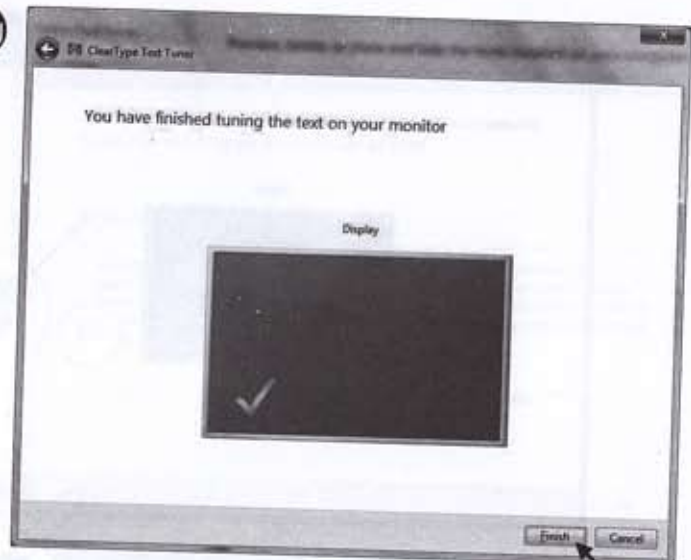 ClearType Text Tuner
You have finished tuning the text on your monitor
Display
Finish
Cancel